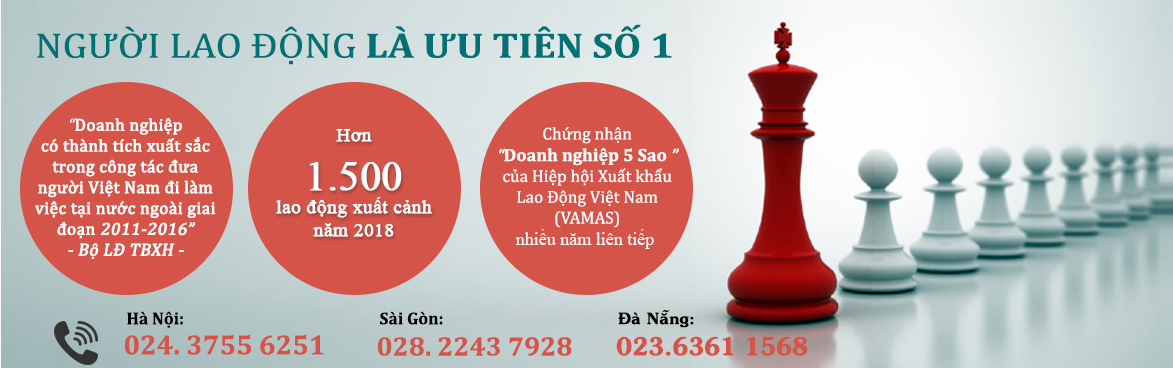 NGƯỜI LAO ĐỘNG LÀ ƯU TIÊN SỐ 1
“Doanh nghiệp
có thành tích xuất sắc
trong công tác đưa
người Việt Nam đi làm
việc tại nước ngoài giai
đoạn 2011-2016”
- Bộ LĐ TBXH -
Hơn
1.500
lao động xuất cảnh
năm 2018
Chứng nhận
“Doanh nghiệp 5 Sao ”
của Hiệp hội Xuất khẩu
Lao Động Việt Nam
(VAMAS)
nhiều năm liên tiếp
Hà Nội:
024. 3755 6251
Sài Gòn:
028. 2243 7928
Đà Nẵng:
023.6361 1568